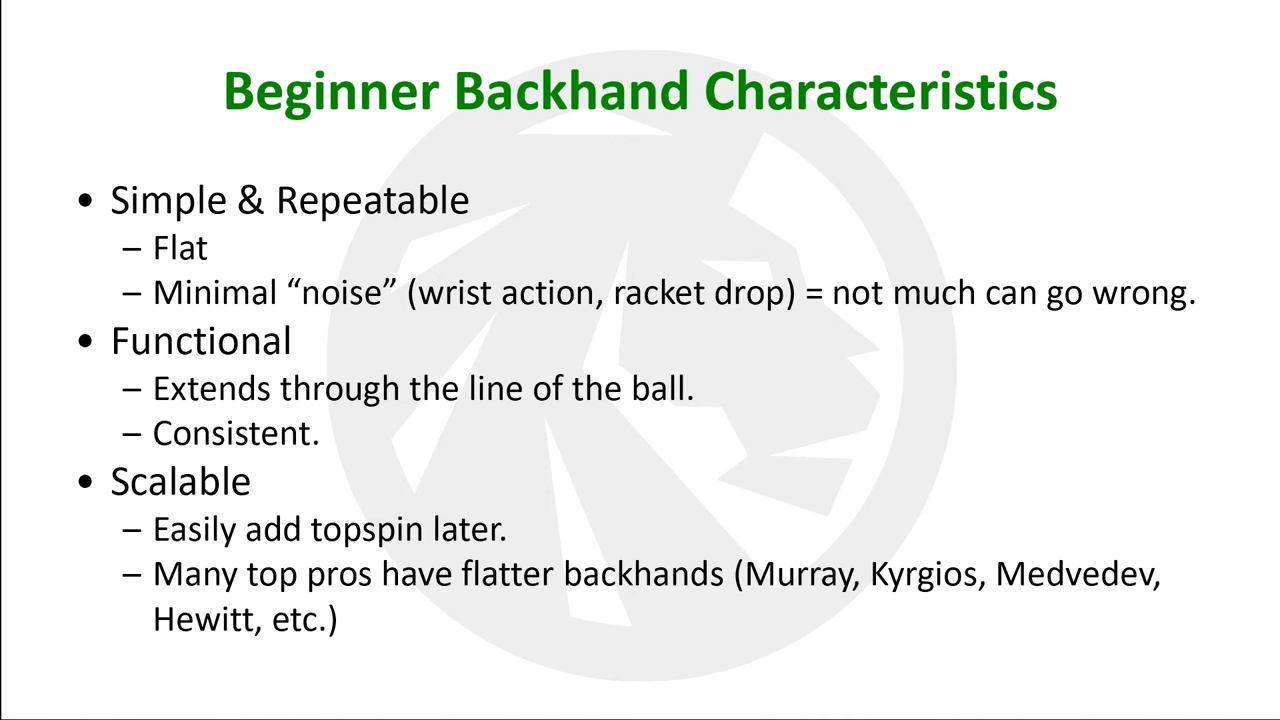 Beginner Backhand Characteristics
• Simple & Repeatable
– Flat
– Minimal “noise” (wrist action, racket drop) = not much can go wrong.
• Functional
– Extends through the line of the ball.
– Consistent.
• Scalable
– Easily add topspin later.
– Many top pros have flatter backhands (Murray, Kyrgios, Medvedev,
Hewitt, etc.)